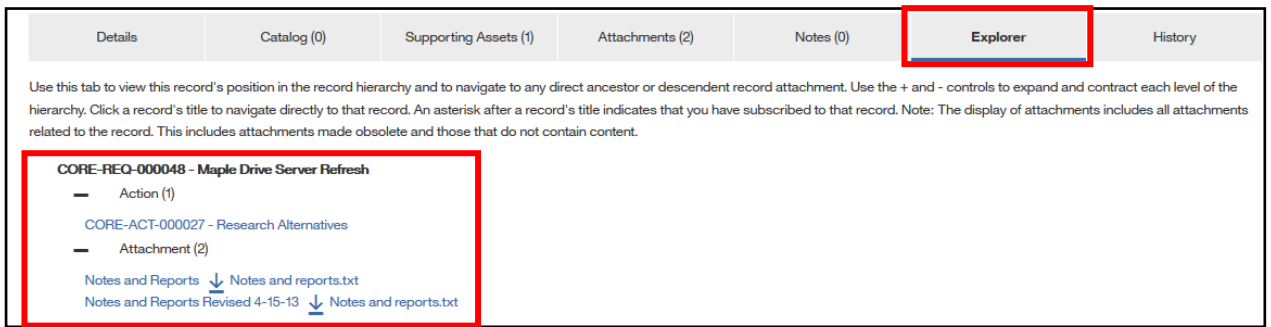 Details Catalog (0) Supporting Assets (1) Attachments (2) Notes (0) Explorer History
Use this tab to view this record's position in the record hierarchy and to navigate to any direct ancestor or descendent record attachment. Use the + and - controls to expand and contract each level of the
hierarchy. Click a record's title to navigate directly to that record. An asterisk after a record's title indicates that you have subscribed to that record. Note: The display of attachments includes all attachments
related to the record. This includes attachments made obsolete and those that do not contain content.
CORE-REQ-000048 - Maple Drive Server Refresh
Action (1)
CORE-ACT-000027 - Research Alternatives
Attachment (2)
Notes and Reports Notes and reports.txt
Notes and Reports Revised 4-15-13 Notes and reports.txt